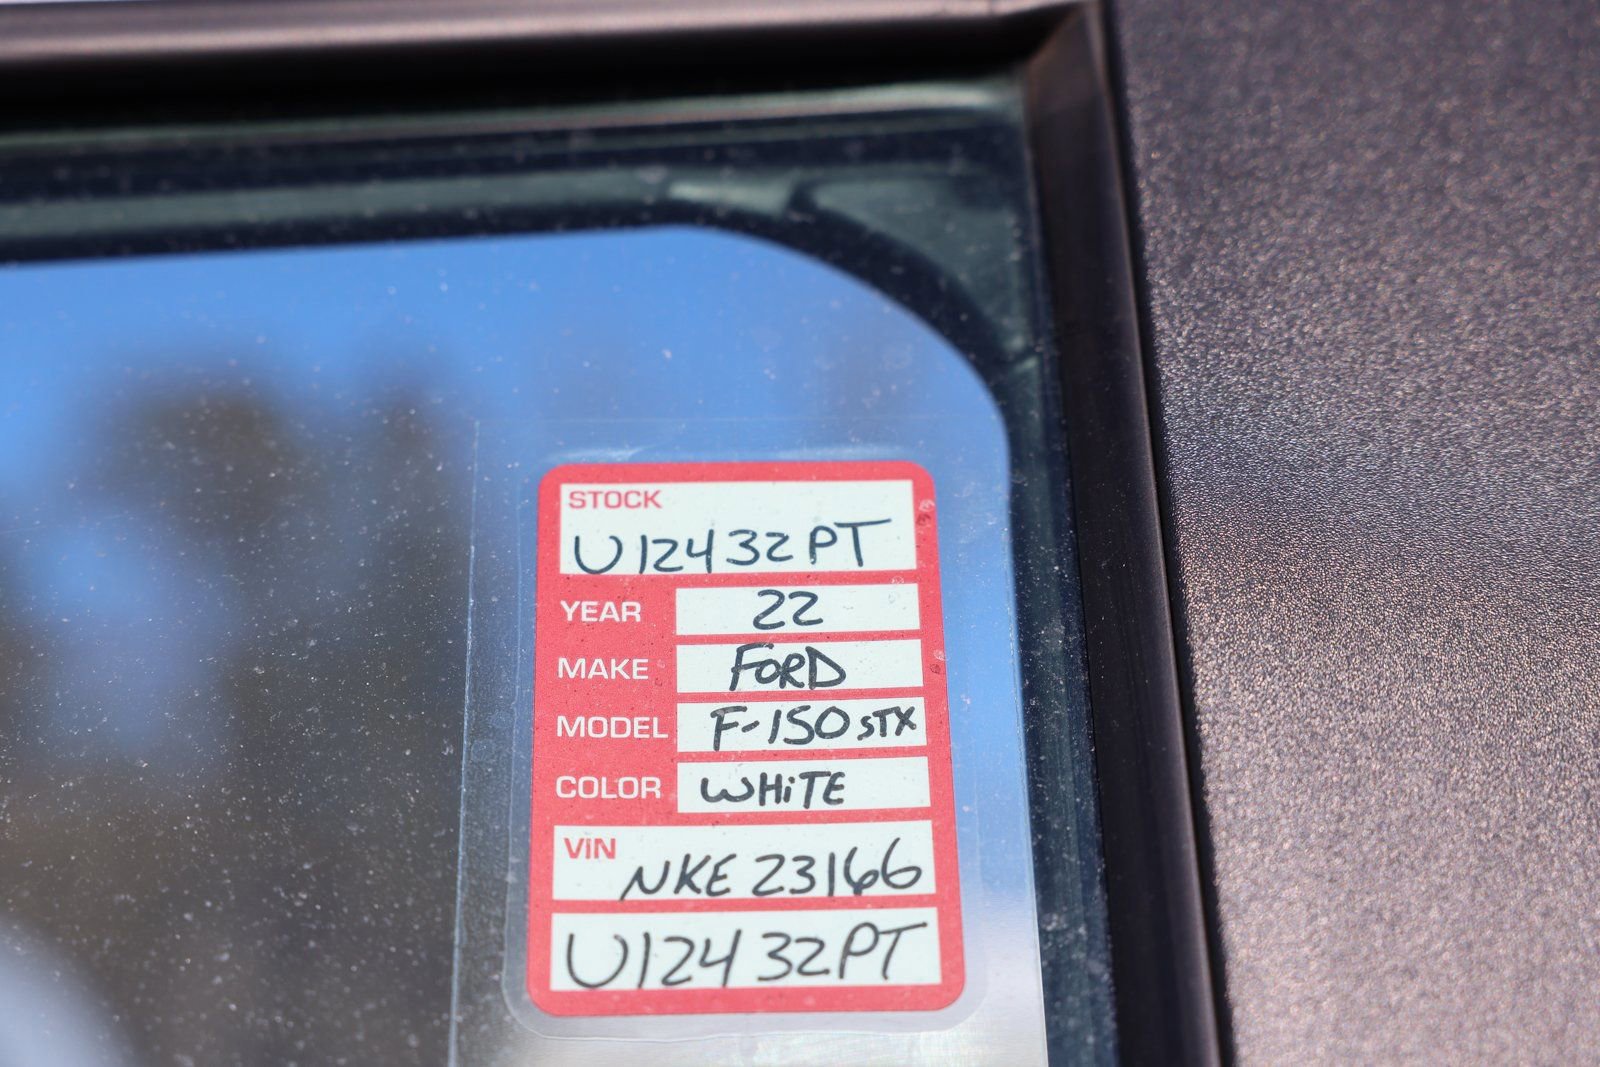 STOCK
U12432PT
YEAR 22
MAKE FORD
MODEL F-150 STX
COLOR WHiTE
ViN NKE23166
U12432PT